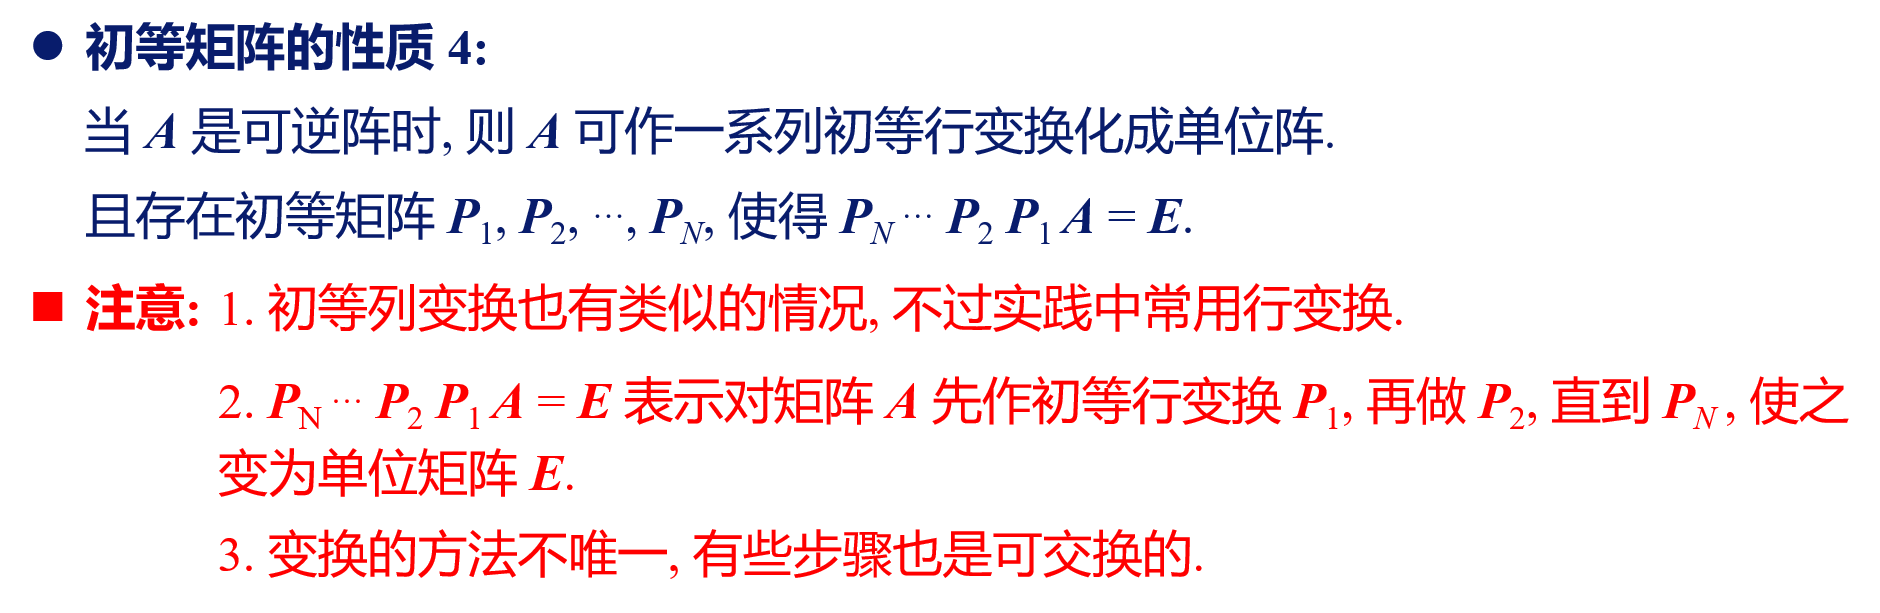 ● 初等矩阵的性质 4:
当 A 是可逆阵时, 则 A 可作一系列初等行变换化成单位阵.
且存在初等矩阵 P₁, P₂, ···, P_N, 使得 P_N ··· P₂ P₁ A = E.
■ 注意: 1. 初等列变换也有类似的情况, 不过实践中常用行变换.
2. P_N ··· P₂ P₁ A = E 表示对矩阵 A 先作初等行变换 P₁, 再做 P₂, 直到 P_N , 使之
变为单位矩阵 E.
3. 变换的方法不唯一, 有些步骤也是可交换的.